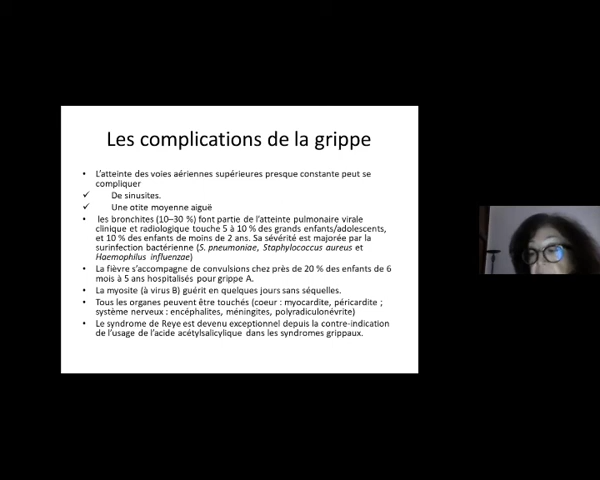 Les complications de la grippe
• L'atteinte des voies aériennes supérieures presque constante peut se
compliquer
✓ De sinusites.
✓ Une otite moyenne aiguë
• les bronchites (10–30 %) font partie de l'atteinte pulmonaire virale
clinique et radiologique touche 5 à 10 % des grands enfants/adolescents,
et 10 % des enfants de moins de 2 ans. Sa sévérité est majorée par la
surinfection bactérienne (S. pneumoniae, Staphylococcus aureus et
Haemophilus influenzae)
• La fièvre s'accompagne de convulsions chez près de 20 % des enfants de 6
mois à 5 ans hospitalisés pour grippe A.
• La myosite (à virus B) guérit en quelques jours sans séquelles.
• Tous les organes peuvent être touchés (coeur : myocardite, péricardite ;
système nerveux : encéphalites, méningites, polyradiculonévrite)
• Le syndrome de Reye est devenu exceptionnel depuis la contre-indication
de l'usage de l'acide acétylsalicylique dans les syndromes grippaux.